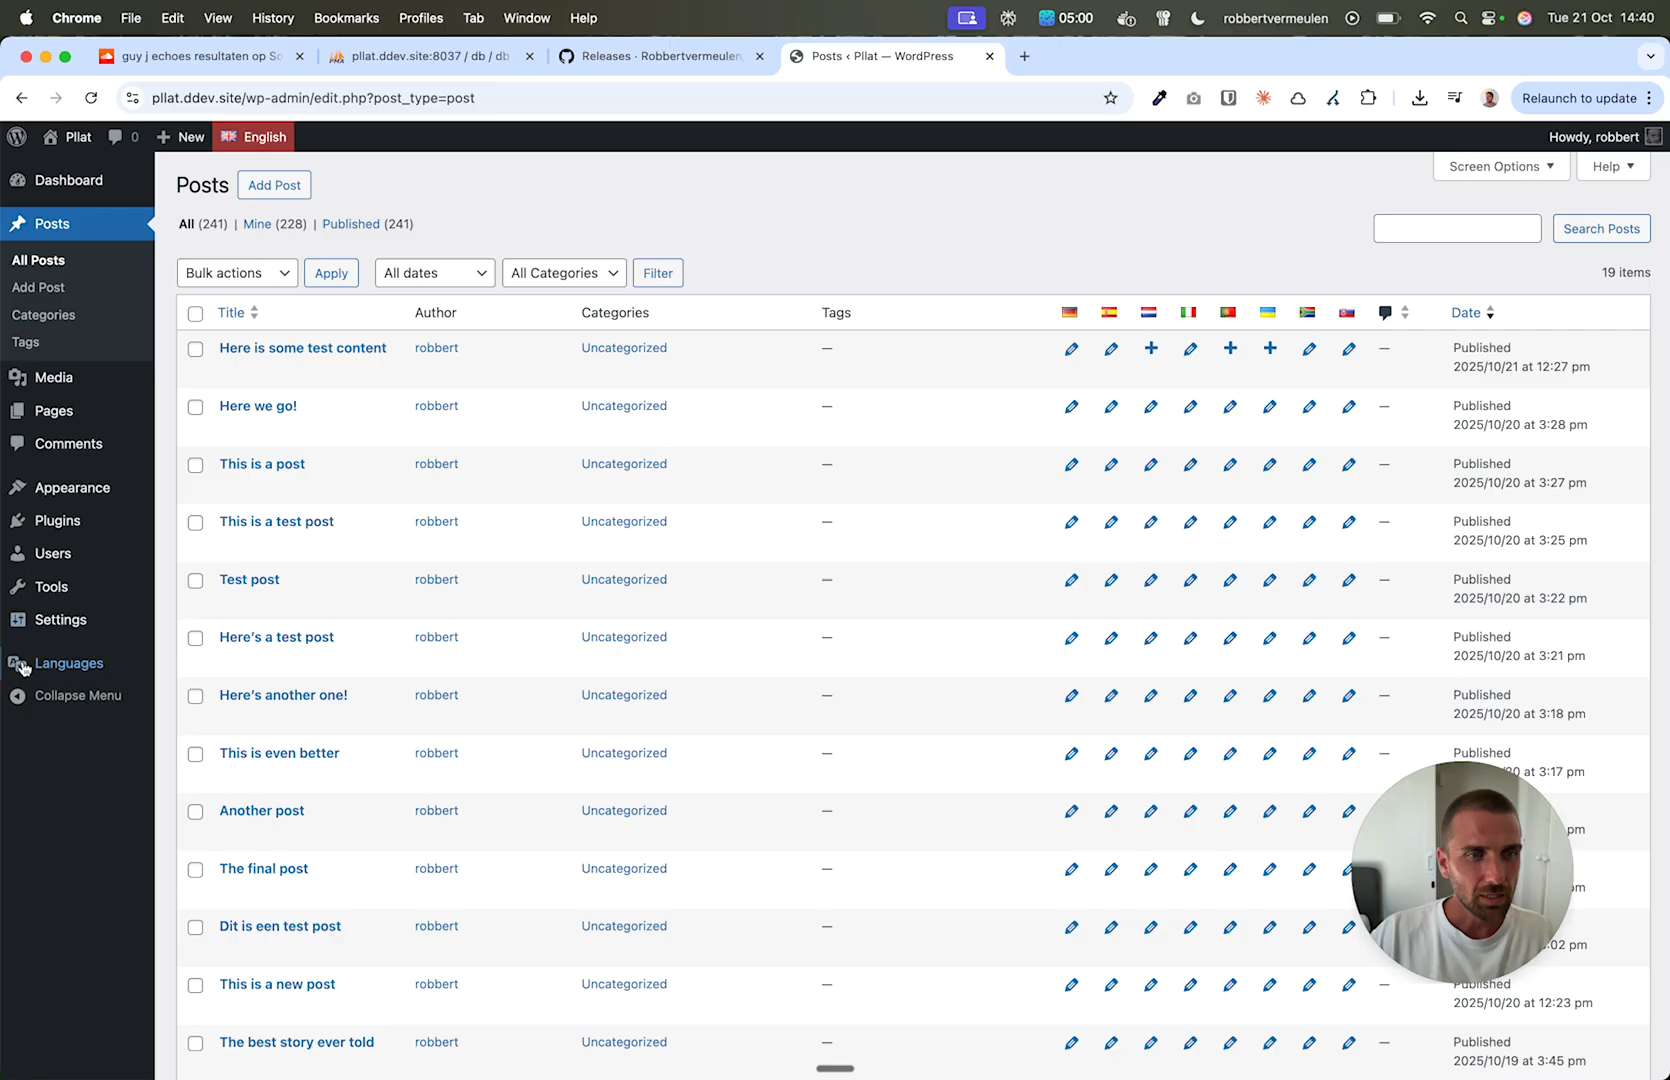 Chrome File Edit View History Bookmarks Profiles Tab Window Help 05:00 robbertvermeulen Tue 21 Oct 14:40
guy j echoes resultaten op So
pllat.ddev.site:8037 / db / db
Releases · Robbertvermeulen
Posts ‹ Pllat — WordPress
pllat.ddev.site/wp-admin/edit.php?post_type=post
Relaunch to update
Pllat 0 New English
Howdy, robbert
Dashboard
Posts
All Posts
Add Post
Categories
Tags
Media
Pages
Comments
Appearance
Plugins
Users
Tools
Settings
Languages
Collapse Menu
Screen Options
Help
Posts Add Post
All (241) | Mine (228) | Published (241)
Search Posts
Bulk actions Apply All dates All Categories Filter
19 items
Title Author Categories Tags Date
Here is some test content robbert Uncategorized — — Published
2025/10/21 at 12:27 pm
Here we go! robbert Uncategorized — — Published
2025/10/20 at 3:28 pm
This is a post robbert Uncategorized — — Published
2025/10/20 at 3:27 pm
This is a test post robbert Uncategorized — — Published
2025/10/20 at 3:25 pm
Test post robbert Uncategorized — — Published
2025/10/20 at 3:22 pm
Here’s a test post robbert Uncategorized — — Published
2025/10/20 at 3:21 pm
Here’s another one! robbert Uncategorized — — Published
2025/10/20 at 3:18 pm
This is even better robbert Uncategorized — — Published
0 at 3:17 pm
Another post robbert Uncategorized —
pm
The final post robbert Uncategorized —
pm
Dit is een test post robbert Uncategorized —
:02 pm
This is a new post robbert Uncategorized — — Published
2025/10/20 at 12:23 pm
The best story ever told robbert Uncategorized — — Published
2025/10/19 at 3:45 pm